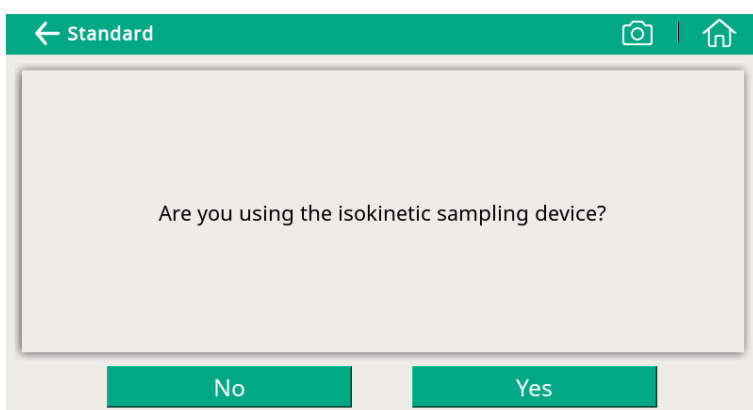 Standard
Are you using the isokinetic sampling device?
No
Yes